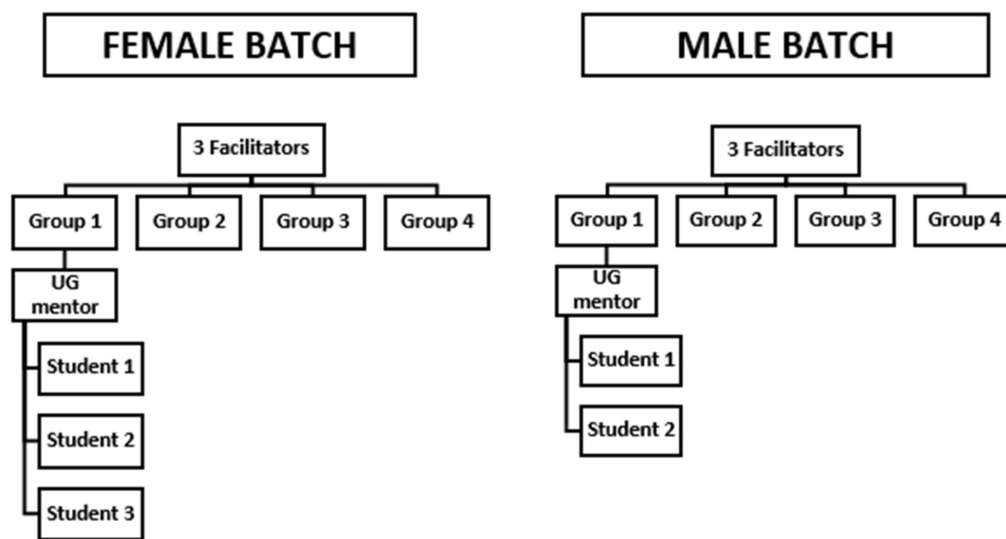 FEMALE BATCH
3 Facilitators
Group 1
Group 2
Group 3
Group 4
UG
mentor
Student 1
Student 2
Student 3
MALE BATCH
3 Facilitators
Group 1
Group 2
Group 3
Group 4
UG
mentor
Student 1
Student 2